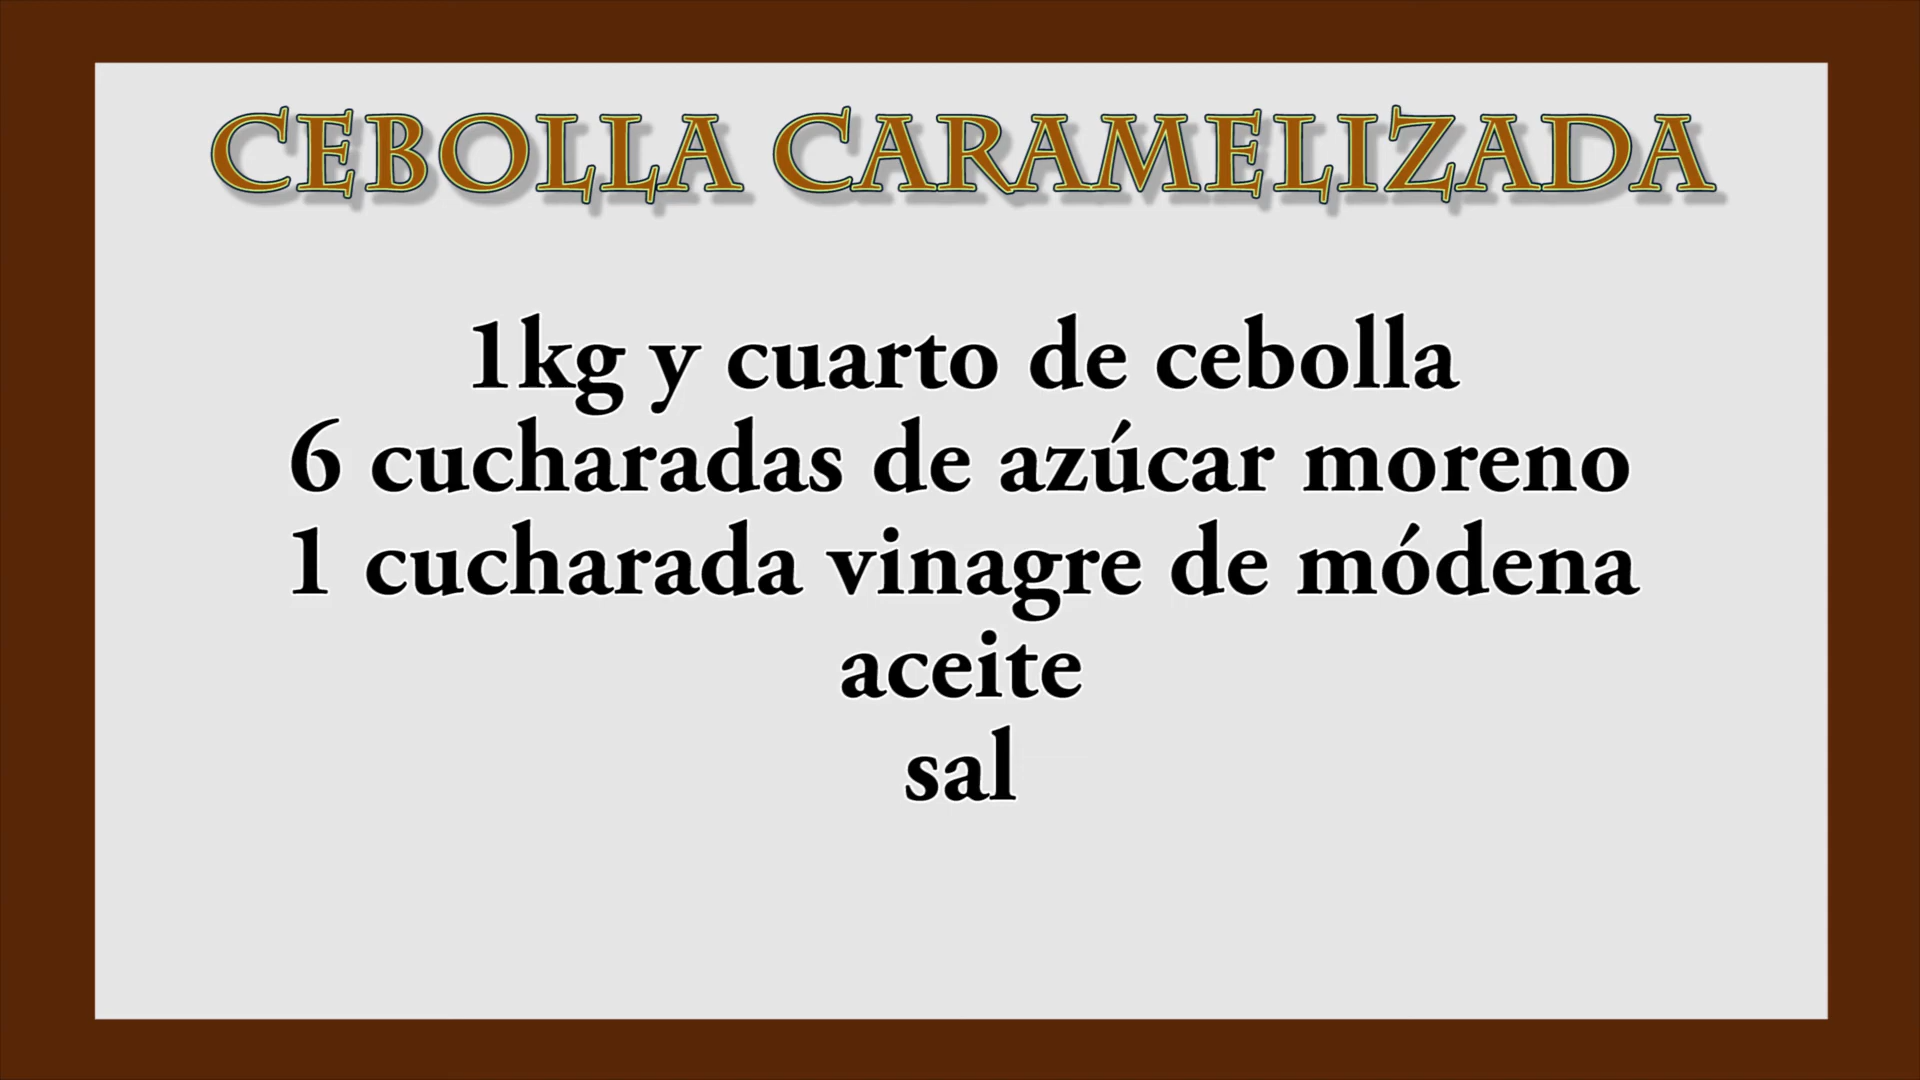 CEBOLLA CARAMELIZADA
1kg y cuarto de cebolla
6 cucharadas de azúcar moreno
1 cucharada vinagre de módena
aceite
sal